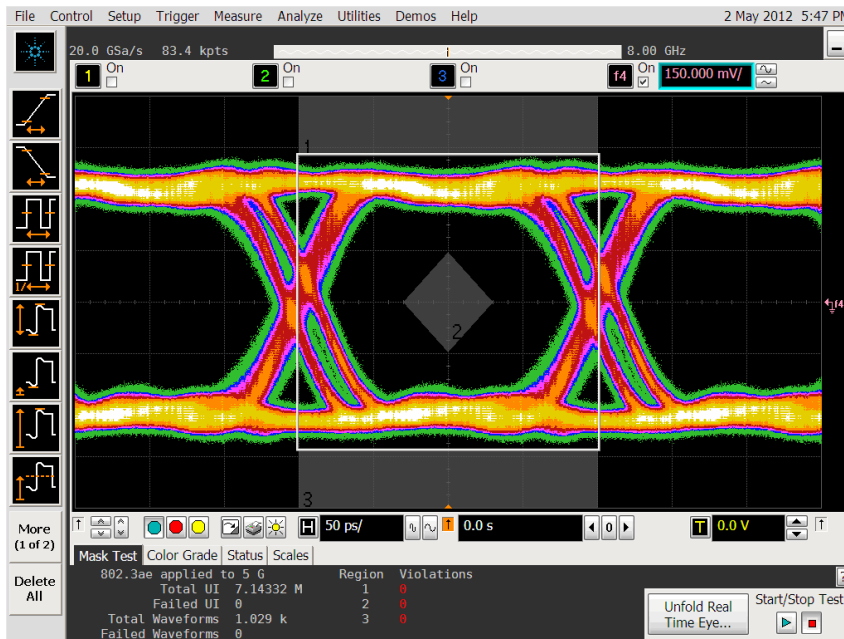 File Control Setup Trigger Measure Analyze Utilities Demos Help 2 May 2012 5:47 PM
20.0 GSa/s 83.4 kpts 8.00 GHz
1 On 2 On 3 On f4 On 150.000 mV/
1
2
f4
3
1/
More
(1 of 2)
Delete
All
H 50 ps/ 0.0 s 0 T 0.0 V
Mask Test Color Grade Status Scales
802.3ae applied to 5 G Region Violations
Total UI 7.14332 M 1 0
Failed UI 0 2 0
Total Waveforms 1.029 k 3 0
Failed Waveforms 0
Unfold Real
Time Eye...
Start/Stop Test